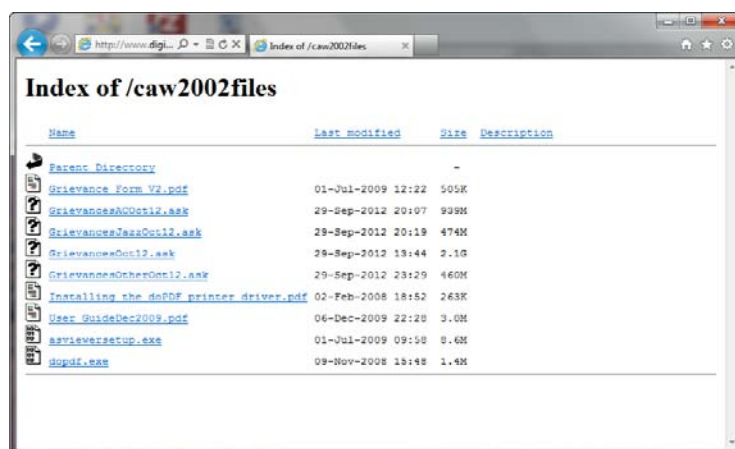 http://www.digi...
Index of /caw2002files
Index of /caw2002files
Name Last modified Size Description
Parent Directory -
Grievance Form V2.pdf 01-Jul-2009 12:22 505K
GrievancesACOct12.ask 29-Sep-2012 20:07 939M
GrievancesJazzOct12.ask 29-Sep-2012 20:19 474M
GrievancesOct12.ask 29-Sep-2012 13:44 2.1G
GrievancesOtherOct12.ask 29-Sep-2012 23:29 460M
Installing the doPDF printer driver.pdf 02-Feb-2008 18:52 263K
User GuideDec2009.pdf 06-Dec-2009 22:28 3.0M
asviewersetup.exe 01-Jul-2009 09:58 8.6M
dopdf.exe 09-Nov-2008 15:48 1.4M